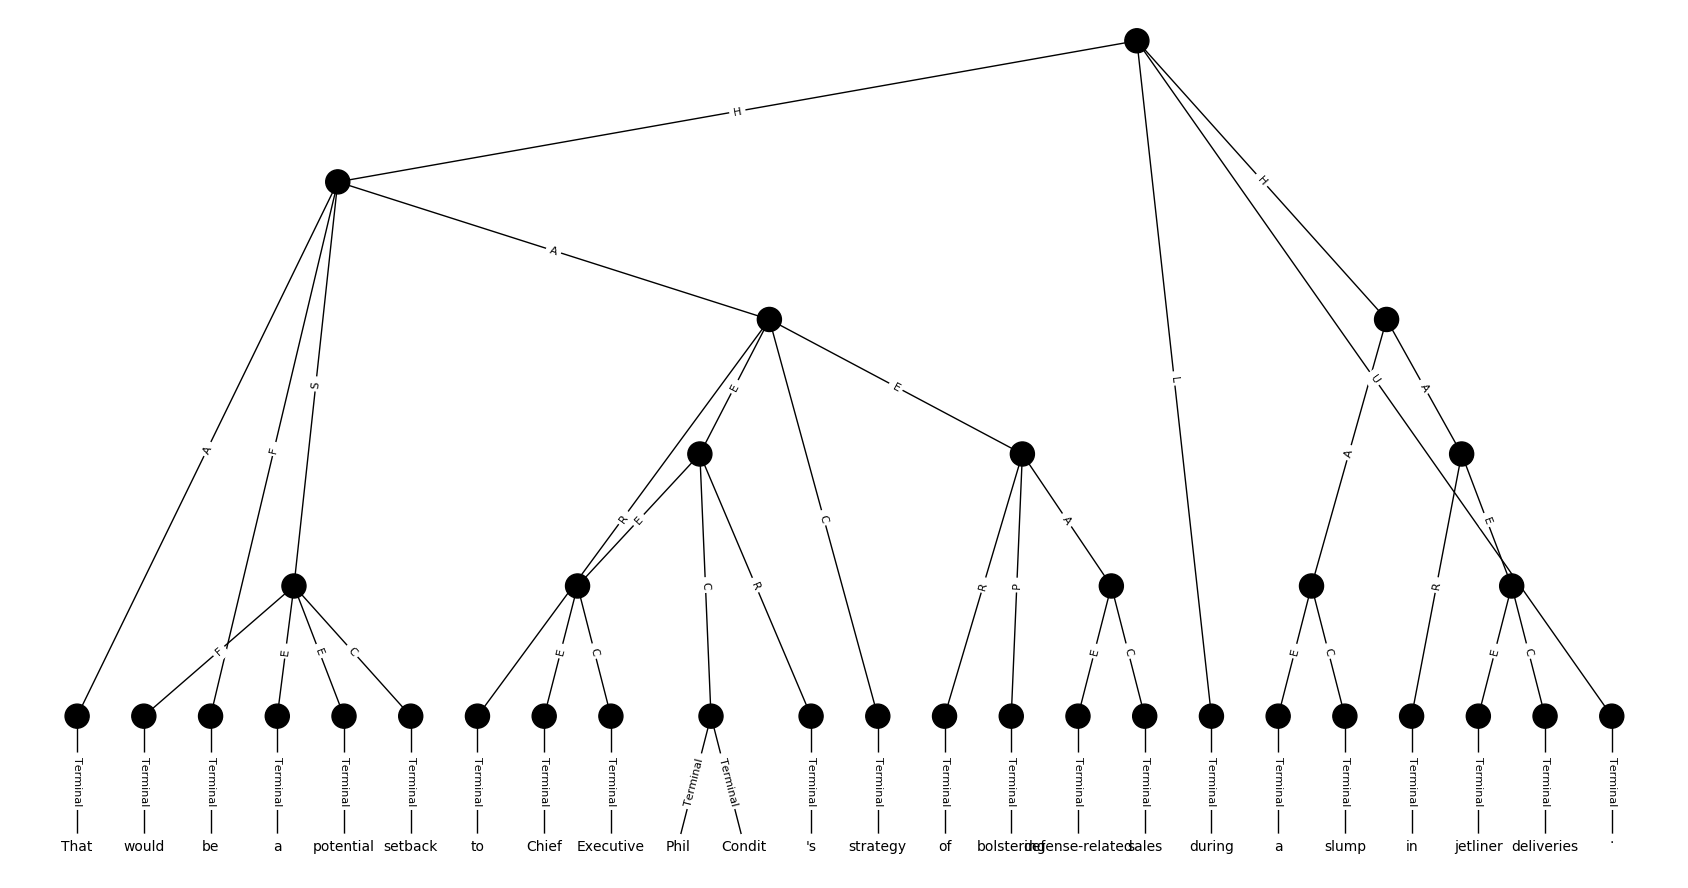 H
H
A
A
S
E
E
L
U
A
A
F
A
R
E
C
A
E
C
R
R
P
R
F
E
E
C
E
C
E
C
E
C
E
C
Terminal Terminal Terminal Terminal Terminal Terminal Terminal Terminal Terminal Terminal Terminal Terminal Terminal Terminal Terminal Terminal Terminal Terminal Terminal Terminal Terminal Terminal Terminal Terminal
That would be a potential setback to Chief Executive Phil Condit 's strategy of bolstering defense-related sales during a slump in jetliner deliveries .